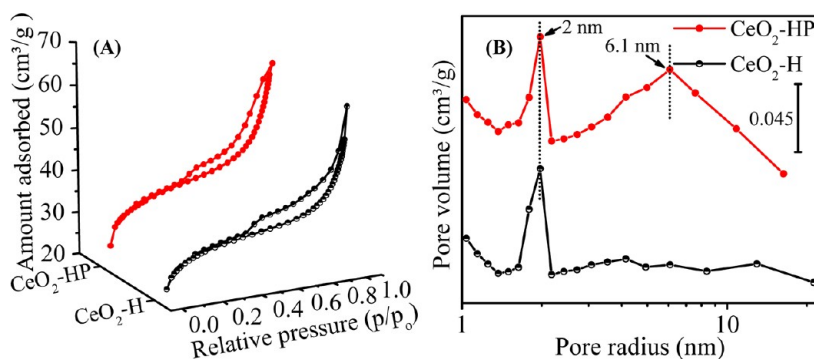 (A)
Amount adsorbed (cm³/g)
70
60
50
40
30
20
CeO₂-HP
CeO₂-H
0.0 0.2 0.4 0.6 0.8 1.0
Relative pressure (p/pₒ)
(B)
Pore volume (cm³/g)
2 nm
6.1 nm
CeO₂-HP
CeO₂-H
0.045
1 10
Pore radius (nm)